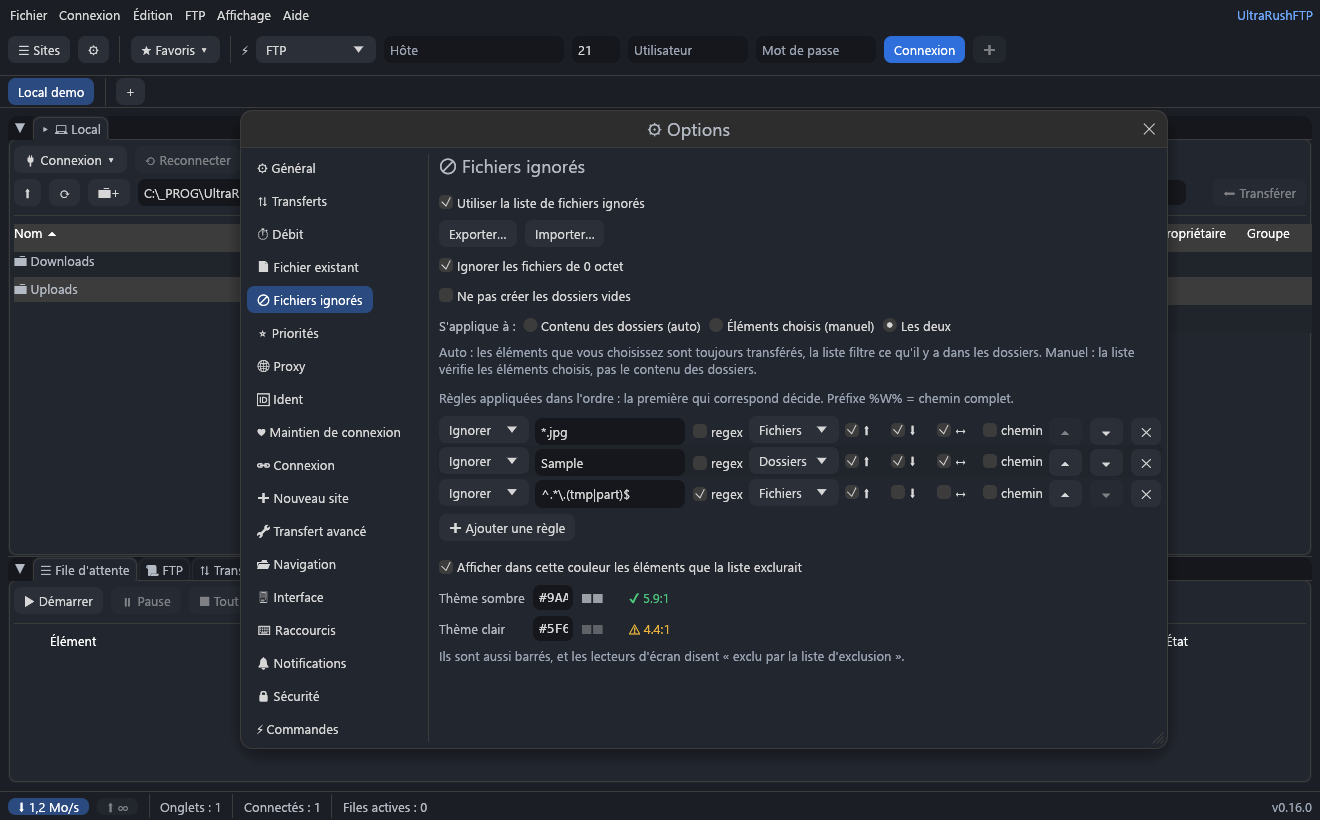 Fichier Connexion Édition FTP Affichage Aide UltraRushFTP
Sites Favoris FTP Hôte 21 Utilisateur Mot de passe Connexion +
Local demo +
Local
Options
Connexion Reconnecter
C:\_PROG\UltraR
Transférer
Nom
ropriétaire Groupe
Downloads
Uploads
Général
Transferts
Débit
Fichier existant
Fichiers ignorés
Priorités
Proxy
Ident
Maintien de connexion
Connexion
Nouveau site
Transfert avancé
Navigation
Interface
Raccourcis
Notifications
Sécurité
Commandes
Fichiers ignorés
Utiliser la liste de fichiers ignorés
Exporter... Importer...
Ignorer les fichiers de 0 octet
Ne pas créer les dossiers vides
S'applique à : Contenu des dossiers (auto) Éléments choisis (manuel) Les deux
Auto : les éléments que vous choisissez sont toujours transférés, la liste filtre ce qu'il y a dans les dossiers. Manuel : la liste
vérifie les éléments choisis, pas le contenu des dossiers.
Règles appliquées dans l'ordre : la première qui correspond décide. Préfixe %W% = chemin complet.
Ignorer *.jpg regex Fichiers chemin
Ignorer Sample regex Dossiers chemin
Ignorer ^.*\.(tmp|part)$ regex Fichiers chemin
+ Ajouter une règle
Afficher dans cette couleur les éléments que la liste exclurait
Thème sombre #9AA 5.9:1
Thème clair #5F6 4.4:1
Ils sont aussi barrés, et les lecteurs d'écran disent « exclu par la liste d'exclusion ».
File d'attente FTP Trans
Démarrer Pause Tout
Élément
État
1,2 Mo/s ∞ Onglets : 1 Connectés : 1 Files actives : 0 v0.16.0